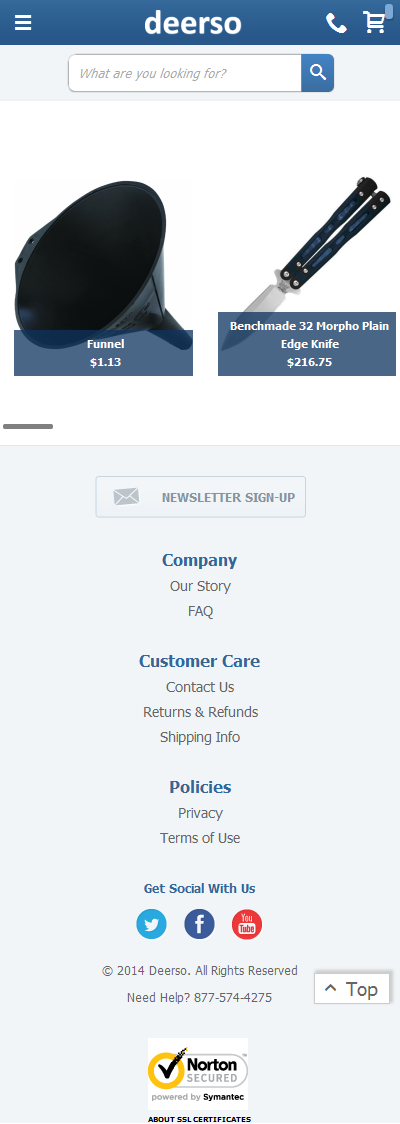 deerso
What are you looking for?
Funnel
$1.13
Benchmade 32 Morpho Plain
Edge Knife
$216.75
NEWSLETTER SIGN-UP
Company
Our Story
FAQ
Customer Care
Contact Us
Returns & Refunds
Shipping Info
Policies
Privacy
Terms of Use
Get Social With Us
You
Tube
© 2014 Deerso. All Rights Reserved
Need Help? 877-574-4275
Top
Norton
SECURED
powered by Symantec
ABOUT SSL CERTIFICATES